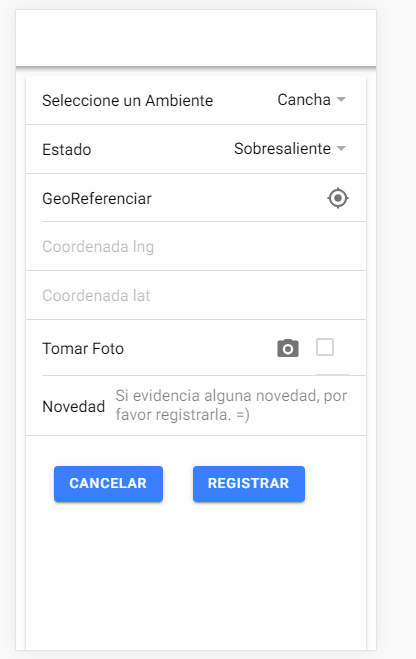 Seleccione un Ambiente Cancha
Estado Sobresaliente
GeoReferenciar
Coordenada lng
Coordenada lat
Tomar Foto
Novedad Si evidencia alguna novedad, por
favor registrarla. =)
CANCELAR REGISTRAR